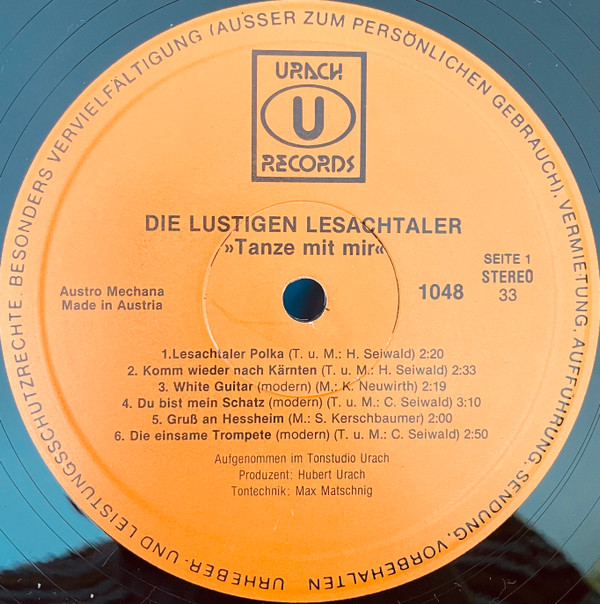 URHEBER- UND LEISTUNGSSCHUTZRECHTE. BESONDERS VERVIELFÄLTIGUNG (AUSSER ZUM PERSÖNLICHEN GEBRAUCH). VERMIETUNG. AUFFÜHRUNG. SENDUNG. VORBEHALTEN
URACH
U
RECORDS
DIE LUSTIGEN LESACHTALER
»Tanze mit mir«
Austro Mechana
Made in Austria
1048
SEITE 1
STEREO
33
1.Lesachtaler Polka (T. u. M.: H. Seiwald) 2:20
2. Komm wieder nach Kärnten (T. u. M.: H. Seiwald) 2:33
3. White Guitar (modern) (M.: K. Neuwirth) 2:19
4. Du bist mein Schatz (modern) (T. u. M.: C. Seiwald) 3:10
5. Gruß an Hessheim (M.: S. Kerschbaumer) 2:00
6. Die einsame Trompete (modern) (T. u. M.: C. Seiwald) 2:50
Aufgenommen im Tonstudio Urach
Produzent: Hubert Urach
Tontechnik: Max Matschnig